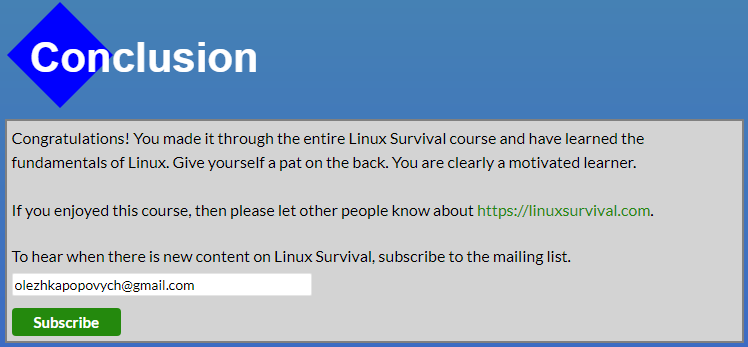 Conclusion
Congratulations! You made it through the entire Linux Survival course and have learned the
fundamentals of Linux. Give yourself a pat on the back. You are clearly a motivated learner.
If you enjoyed this course, then please let other people know about https://linuxsurvival.com.
To hear when there is new content on Linux Survival, subscribe to the mailing list.
olezhkapopovych@gmail.com
Subscribe